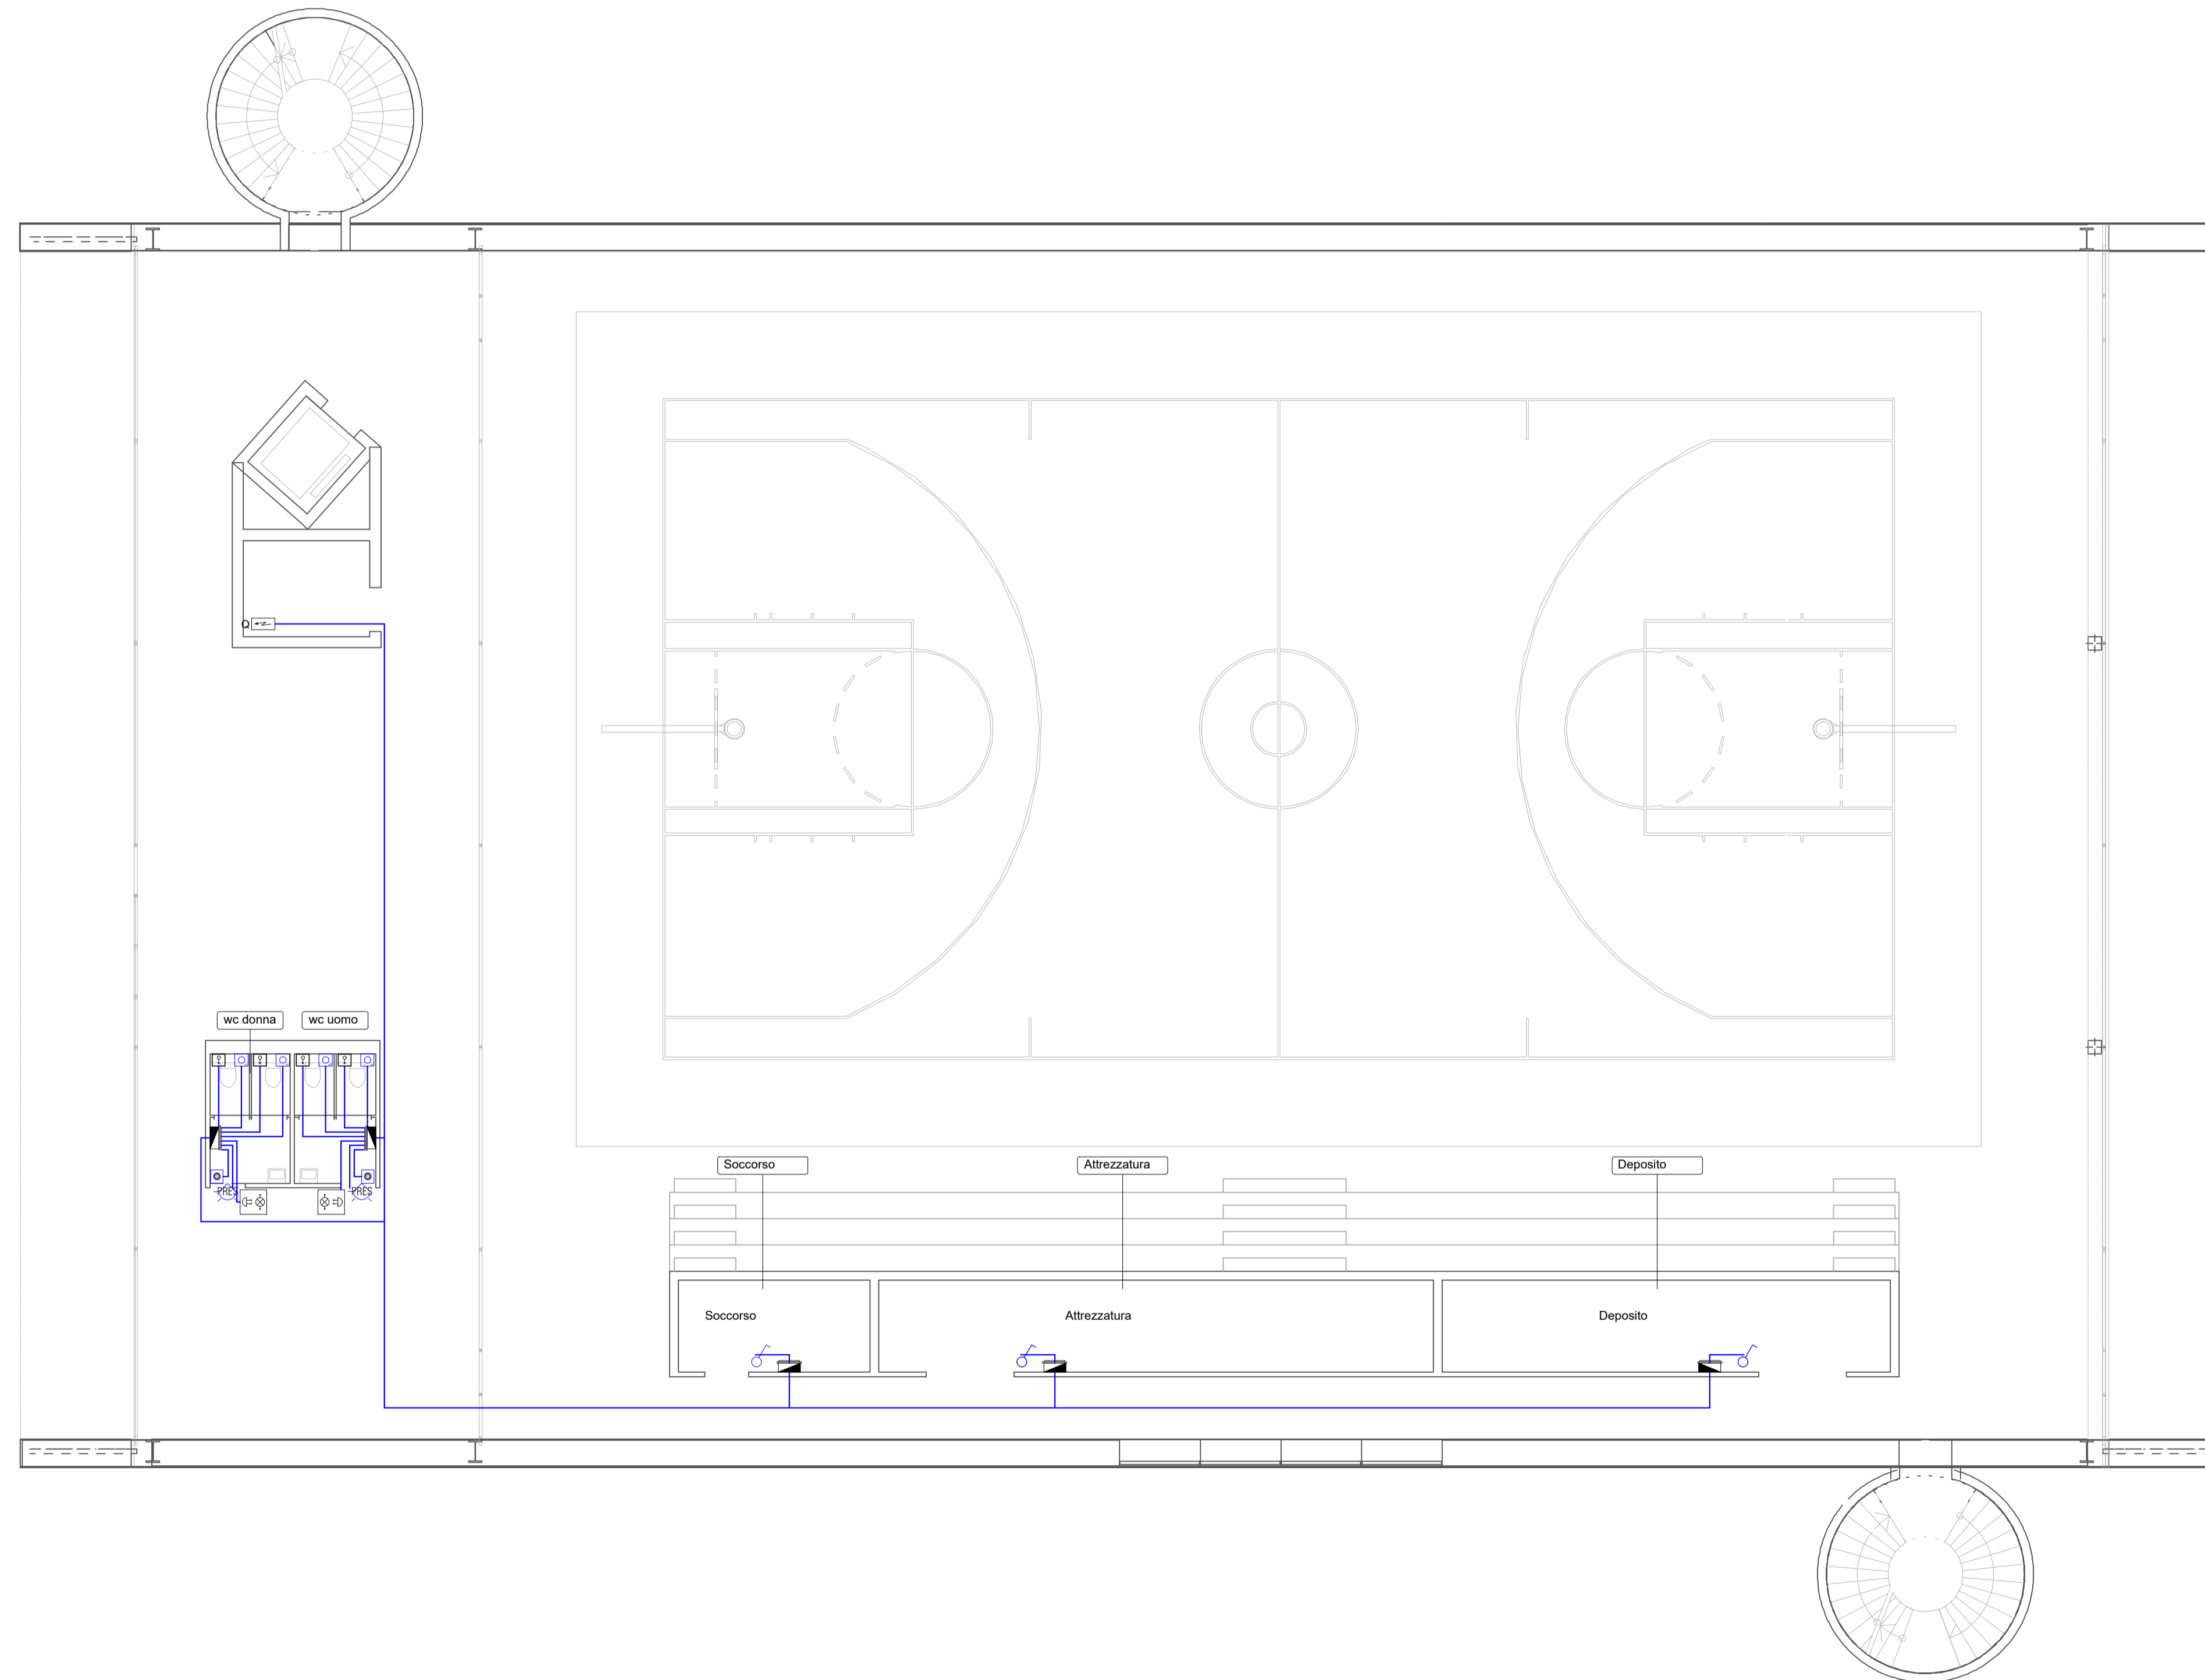 Q
wc donna
wc uomo
PRES
PRES
Soccorso
Attrezzatura
Deposito
Soccorso
Attrezzatura
Deposito